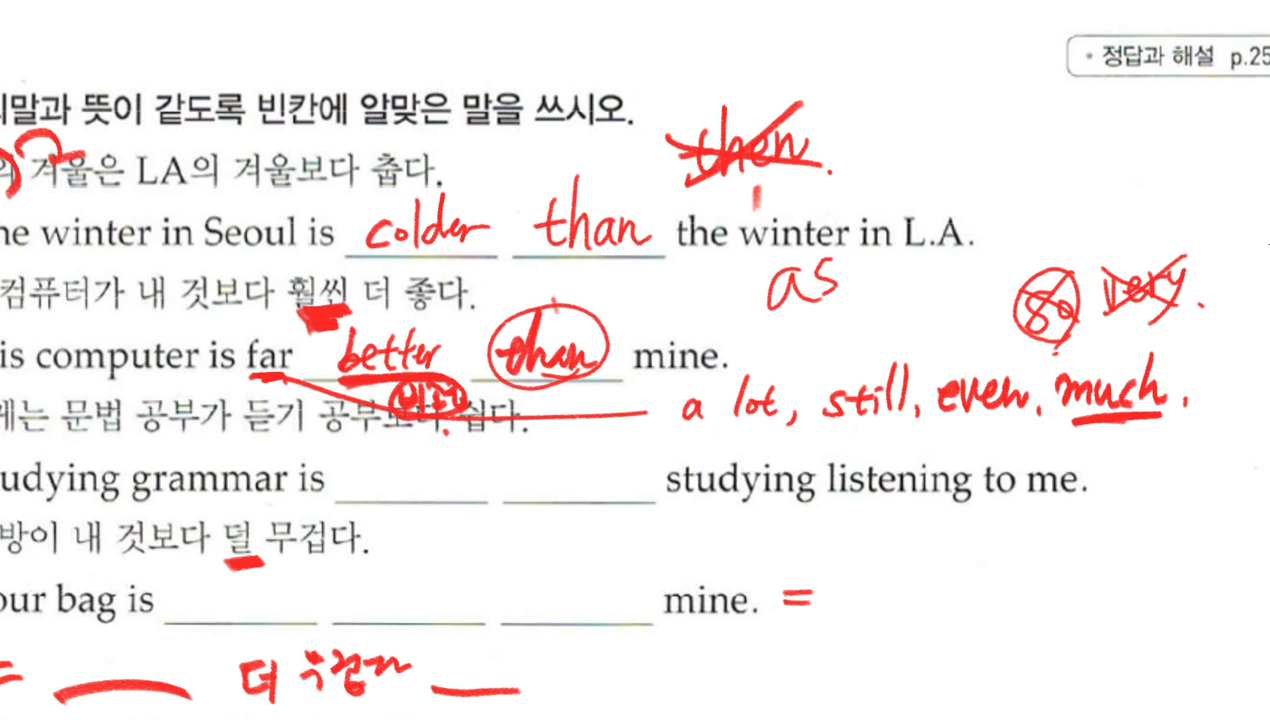 • 정답과 해설 p.25
리말과 뜻이 같도록 빈칸에 알맞은 말을 쓰시오.
then
의 겨울은 LA의 겨울보다 춥다.
he winter in Seoul is colder than the winter in L.A.
as
컴퓨터가 내 것보다 훨씬 더 좋다.
so very.
is computer is far better than mine.
비교
a lot, still, even, much.
게는 문법 공부가 듣기 공부보다 쉽다.
udying grammar is studying listening to me.
방이 내 것보다 덜 무겁다.
our bag is mine. =
= 더